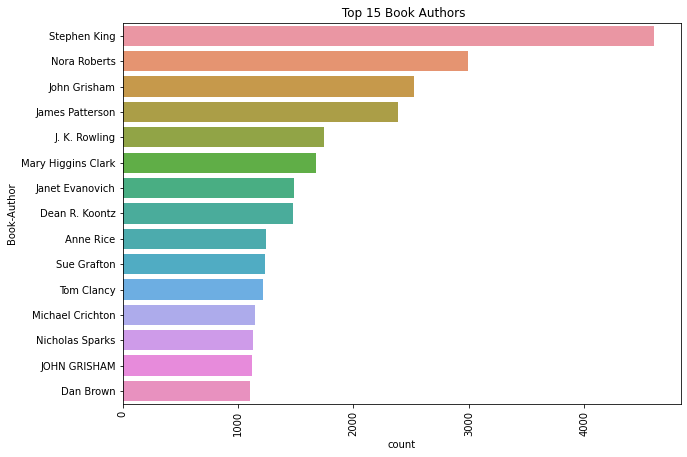 Top 15 Book Authors
Book-Author
Stephen King
Nora Roberts
John Grisham
James Patterson
J. K. Rowling
Mary Higgins Clark
Janet Evanovich
Dean R. Koontz
Anne Rice
Sue Grafton
Tom Clancy
Michael Crichton
Nicholas Sparks
JOHN GRISHAM
Dan Brown
0
1000
2000
3000
4000
count